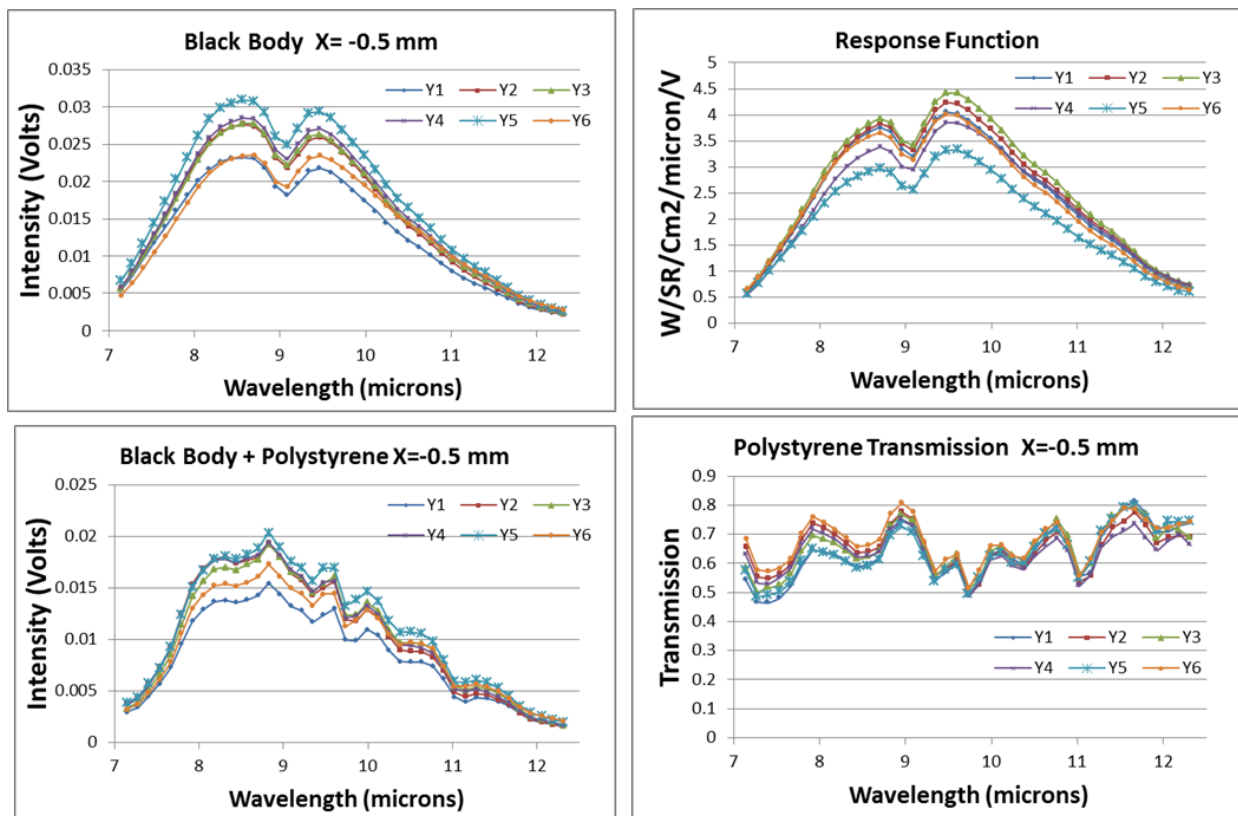 Black Body X= -0.5 mm
Intensity (Volts)
0.035
0.03
0.025
0.02
0.015
0.01
0.005
0
Y1 Y2 Y3
Y4 Y5 Y6
7 8 9 10 11 12
Wavelength (microns)
Response Function
W/SR/Cm2/micron/V
5
4.5
4
3.5
3
2.5
2
1.5
1
0.5
0
Y1 Y2 Y3
Y4 Y5 Y6
7 8 9 10 11 12
Wavelength (microns)
Black Body + Polystyrene X=-0.5 mm
Intensity (Volts)
0.025
0.02
0.015
0.01
0.005
0
Y1 Y2 Y3
Y4 Y5 Y6
7 8 9 10 11 12
Wavelength (microns)
Polystyrene Transmission X=-0.5 mm
Transmission
0.9
0.8
0.7
0.6
0.5
0.4
0.3
0.2
0.1
0
Y1 Y2 Y3
Y4 Y5 Y6
7 8 9 10 11 12
Wavelength (microns)